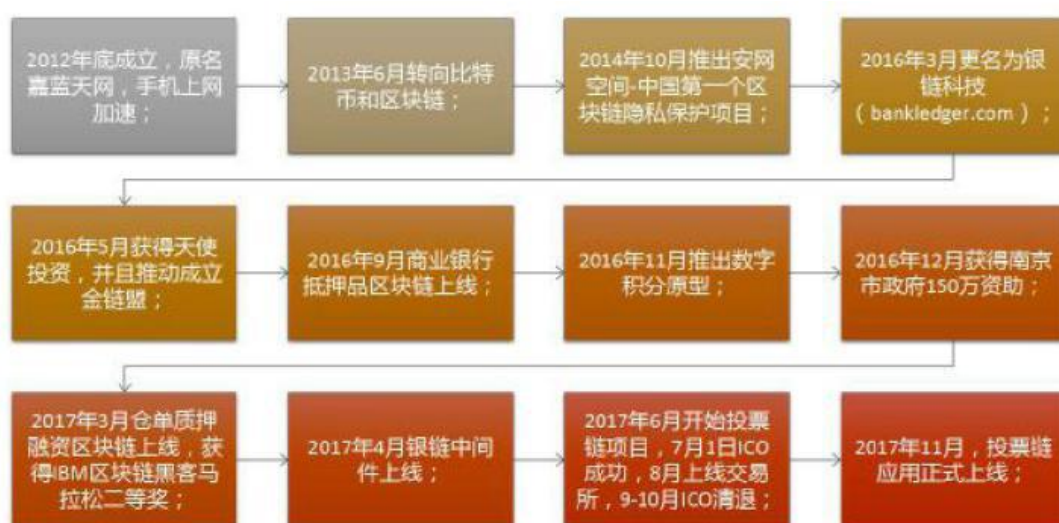 2012年底成立，原名
嘉蓝天网，手机上网
加速；
2013年6月转向比特
币和区块链；
2014年10月推出安网
空间-中国第一个区
块链隐私保护项目；
2016年3月更名为银
链科技
（bankledger.com）；
2016年5月获得天使
投资，并且推动成立
金链盟；
2016年9月商业银行
抵押品区块链上线；
2016年11月推出数字
积分原型；
2016年12月获得南京
市政府150万资助；
2017年3月仓单质押
融资区块链上线，获
得IBM区块链黑客马
拉松二等奖；
2017年4月银链中间
件上线；
2017年6月开始投票
链项目，7月1日ICO
成功，8月上线交易
所，9-10月ICO清退；
2017年11月，投票链
应用正式上线；